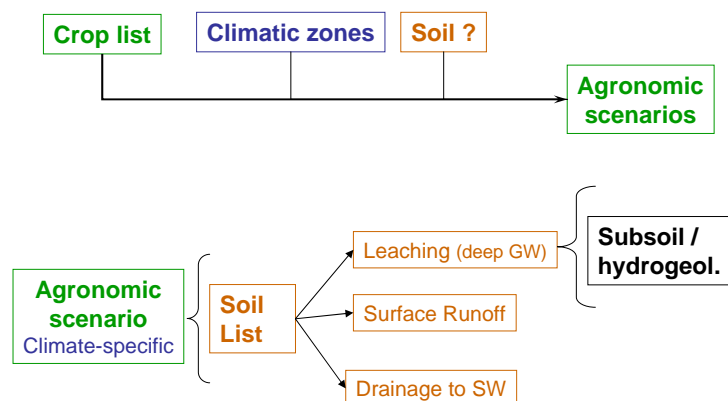 Crop list
Climatic zones
Soil ?
Agronomic
scenarios
Leaching (deep GW)
Subsoil /
hydrogeol.
Agronomic
scenario
Climate-specific
Soil
List
Surface Runoff
Drainage to SW